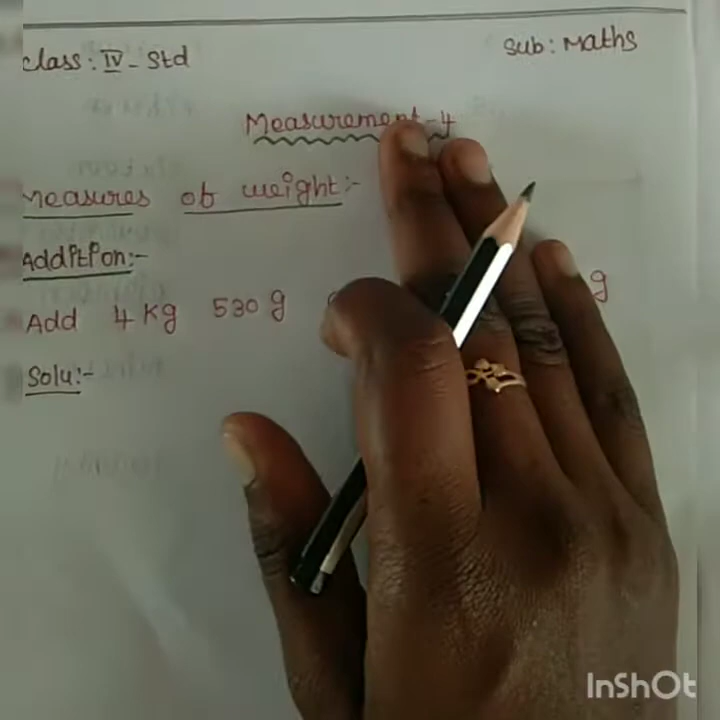 Class: IV - Std
Sub: Maths
Measurement-4
Measures of weight:-
Addition:-
Add 4 Kg 530 g g
Solu:-
InShOt